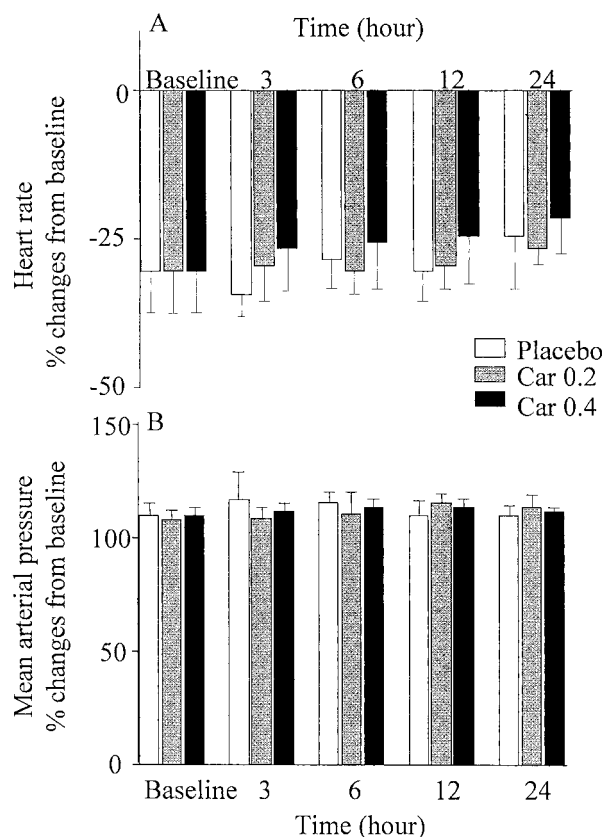 A
Time (hour)
Baseline 3 6 12 24
0
-25
-50
Heart rate
% changes from baseline
Placebo
Car 0.2
Car 0.4
B
150
100
50
0
Mean arterial pressure
% changes from baseline
Baseline 3 6 12 24
Time (hour)